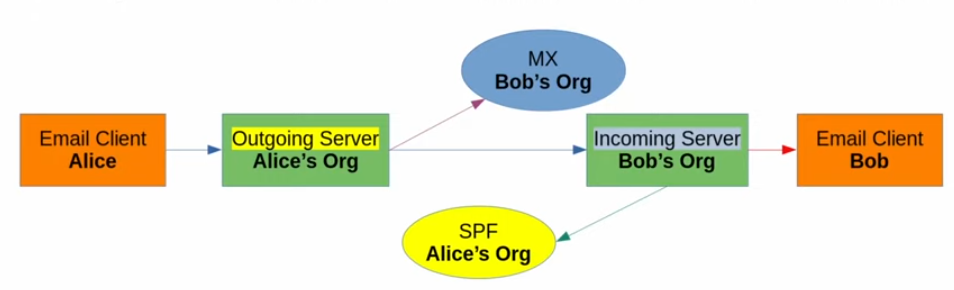 MX
Bob's Org
Email Client
Alice
Outgoing Server
Alice's Org
Incoming Server
Bob's Org
Email Client
Bob
SPF
Alice's Org